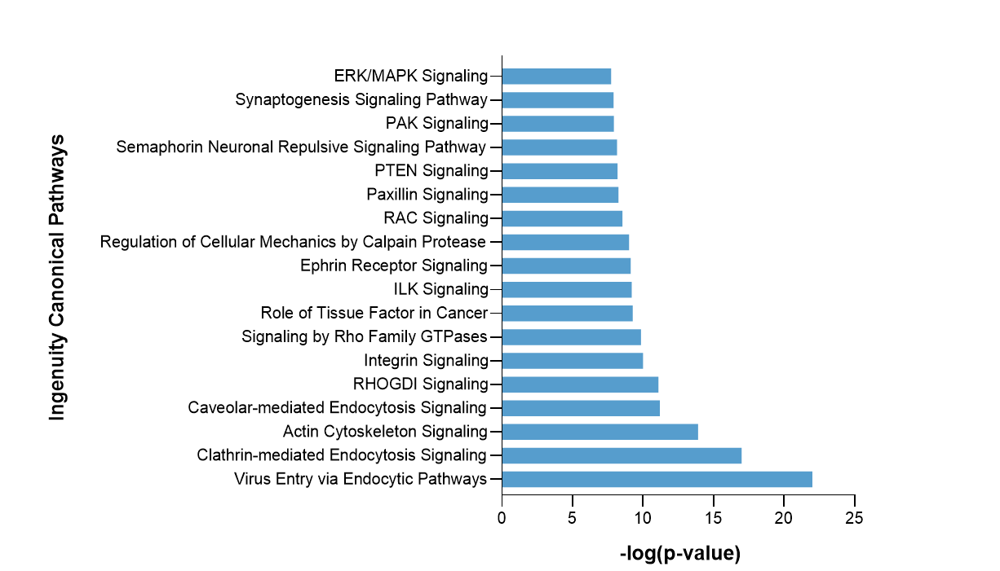 Ingenuity Canonical Pathways
ERK/MAPK Signaling
Synaptogenesis Signaling Pathway
PAK Signaling
Semaphorin Neuronal Repulsive Signaling Pathway
PTEN Signaling
Paxillin Signaling
RAC Signaling
Regulation of Cellular Mechanics by Calpain Protease
Ephrin Receptor Signaling
ILK Signaling
Role of Tissue Factor in Cancer
Signaling by Rho Family GTPases
Integrin Signaling
RHOGDI Signaling
Caveolar-mediated Endocytosis Signaling
Actin Cytoskeleton Signaling
Clathrin-mediated Endocytosis Signaling
Virus Entry via Endocytic Pathways
0 5 10 15 20 25
-log(p-value)